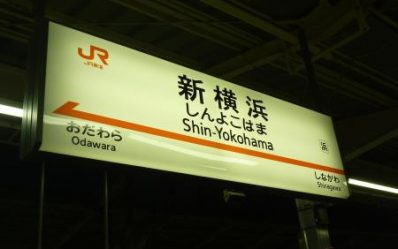 JR
JR東海
新横浜
しんよこはま
Shin-Yokohama
浜
おだわら
Odawara
しながわ
Shinagawa